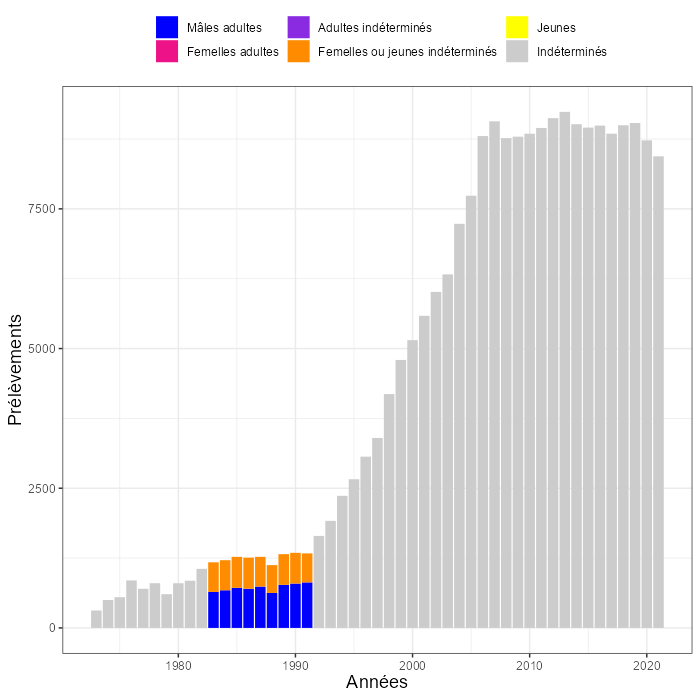 Mâles adultes
Adultes indéterminés
Jeunes
Femelles adultes
Femelles ou jeunes indéterminés
Indéterminés
7500
5000
2500
0
Prélèvements
1980 1990 2000 2010 2020
Années